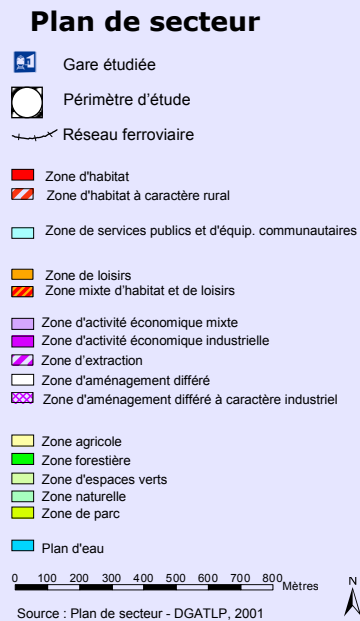 Plan de secteur
Gare étudiée
Périmètre d'étude
Réseau ferroviaire
Zone d'habitat
Zone d'habitat à caractère rural
Zone de services publics et d'équip. communautaires
Zone de loisirs
Zone mixte d'habitat et de loisirs
Zone d'activité économique mixte
Zone d'activité économique industrielle
Zone d'extraction
Zone d'aménagement différé
Zone d'aménagement différé à caractère industriel
Zone agricole
Zone forestière
Zone d'espaces verts
Zone naturelle
Zone de parc
Plan d'eau
0 100 200 300 400 500 600 700 800 Mètres
N
Source : Plan de secteur - DGATLP, 2001